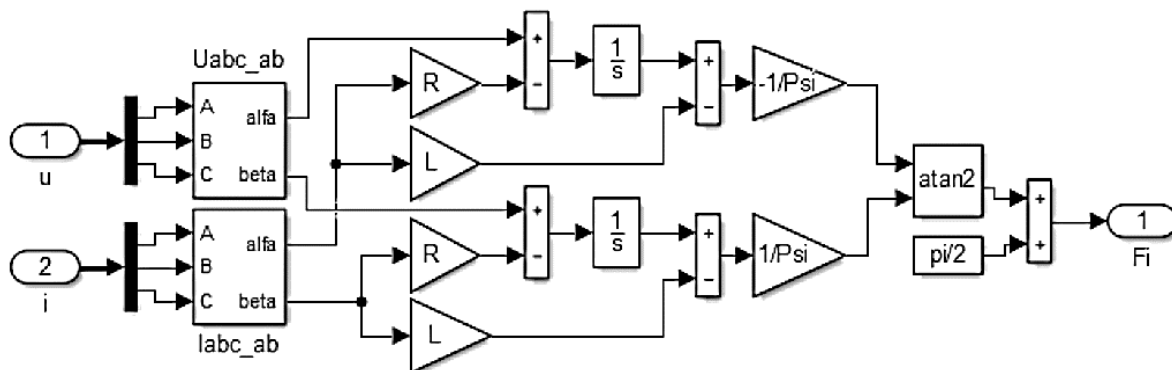 Uabc_ab
1
u
A
B
C
alfa
beta
2
i
A
B
C
alfa
beta
Iabc_ab
R
L
R
L
+
−
+
−
1
s
1
s
+
−
+
−
-1/Psi
1/Psi
atan2
pi/2
+
+
1
Fi